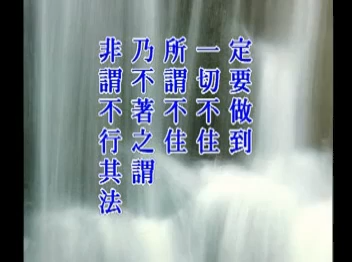 定要做到
一切不住
所謂不住
乃不著之謂
非謂不行其法